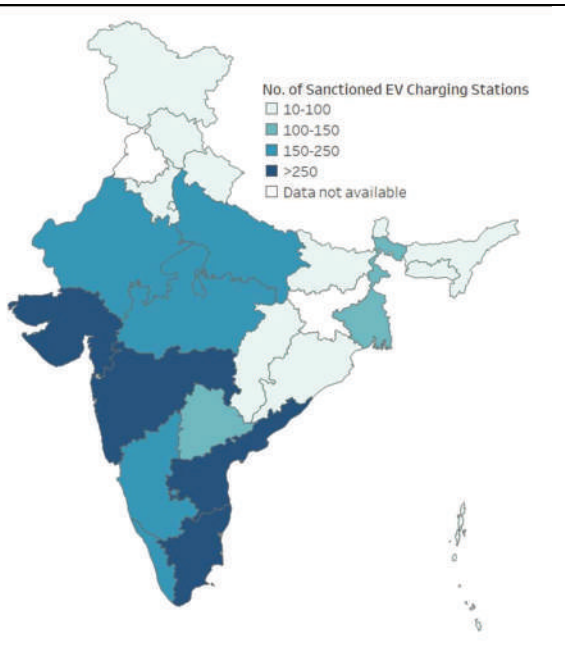 No. of Sanctioned EV Charging Stations
10-100
100-150
150-250
>250
Data not available